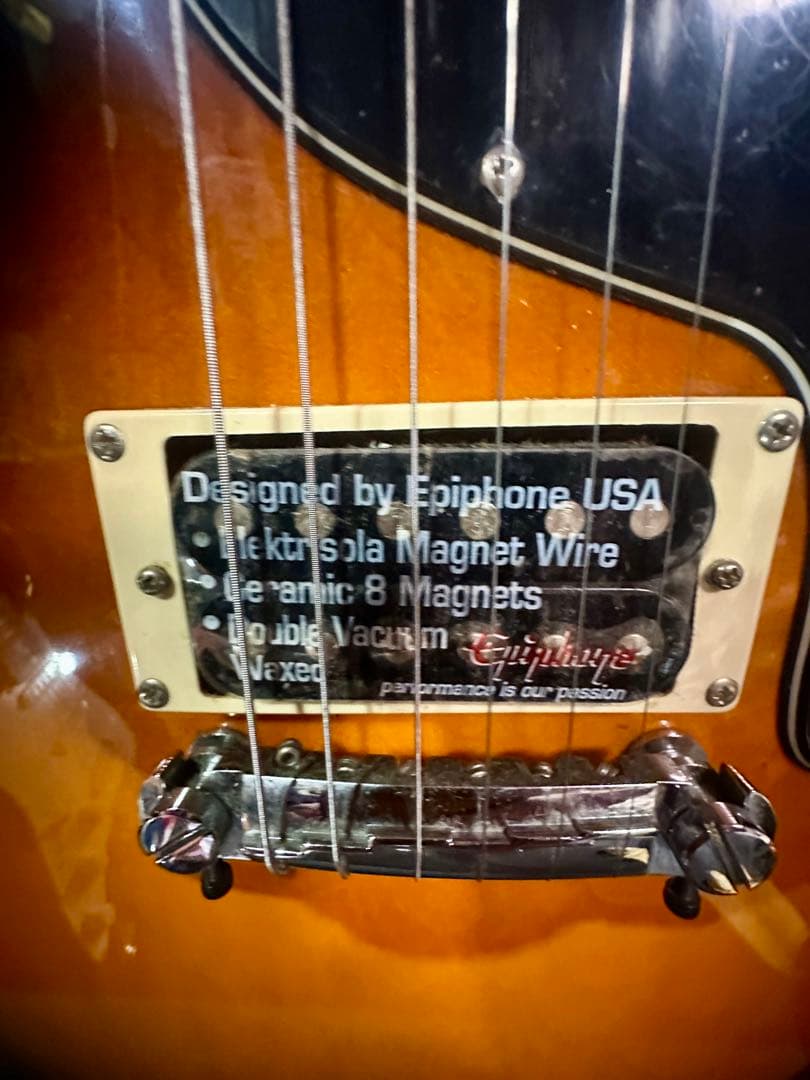 Designed by Epiphone USA
• Elektrisola Magnet Wire
• Ceramic 8 Magnets
• Double Vacuum
Waxed
Epiphone
performance is our passion